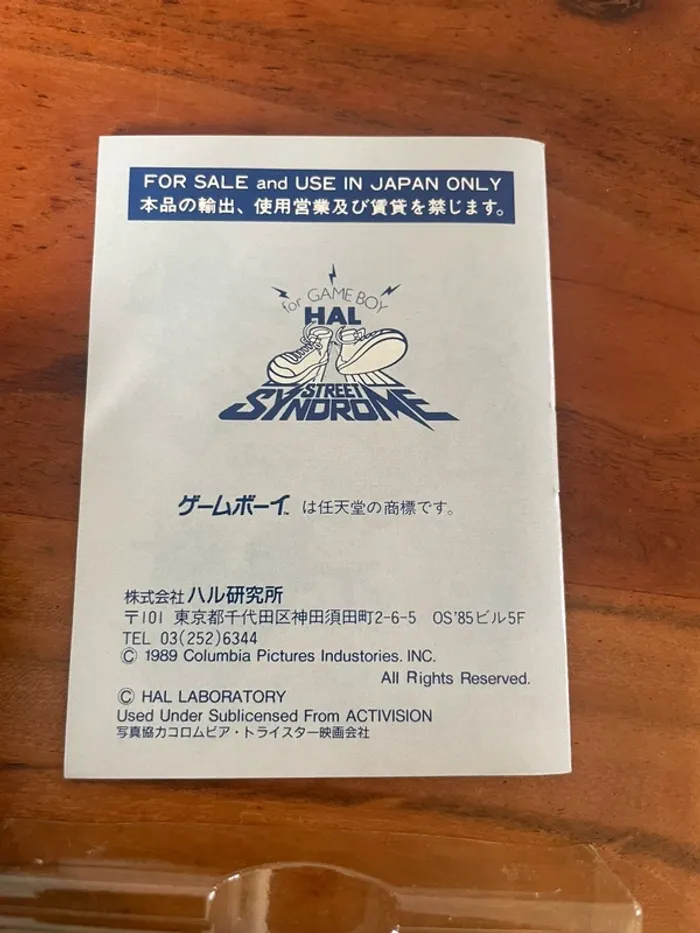 FOR SALE and USE IN JAPAN ONLY
本品の輸出、使用営業及び賃貸を禁じます。
for GAME BOY
HAL
STREET
SYNDROME
ゲームボーイ™ は任天堂の商標です。
株式会社 ハル研究所
〒101 東京都千代田区神田須田町2-6-5 OS'85ビル5F
TEL 03(252)6344
© 1989 Columbia Pictures Industories. INC.
All Rights Reserved.
© HAL LABORATORY
Used Under Sublicensed From ACTIVISION
写真協力コロムビア・トライスター映画会社